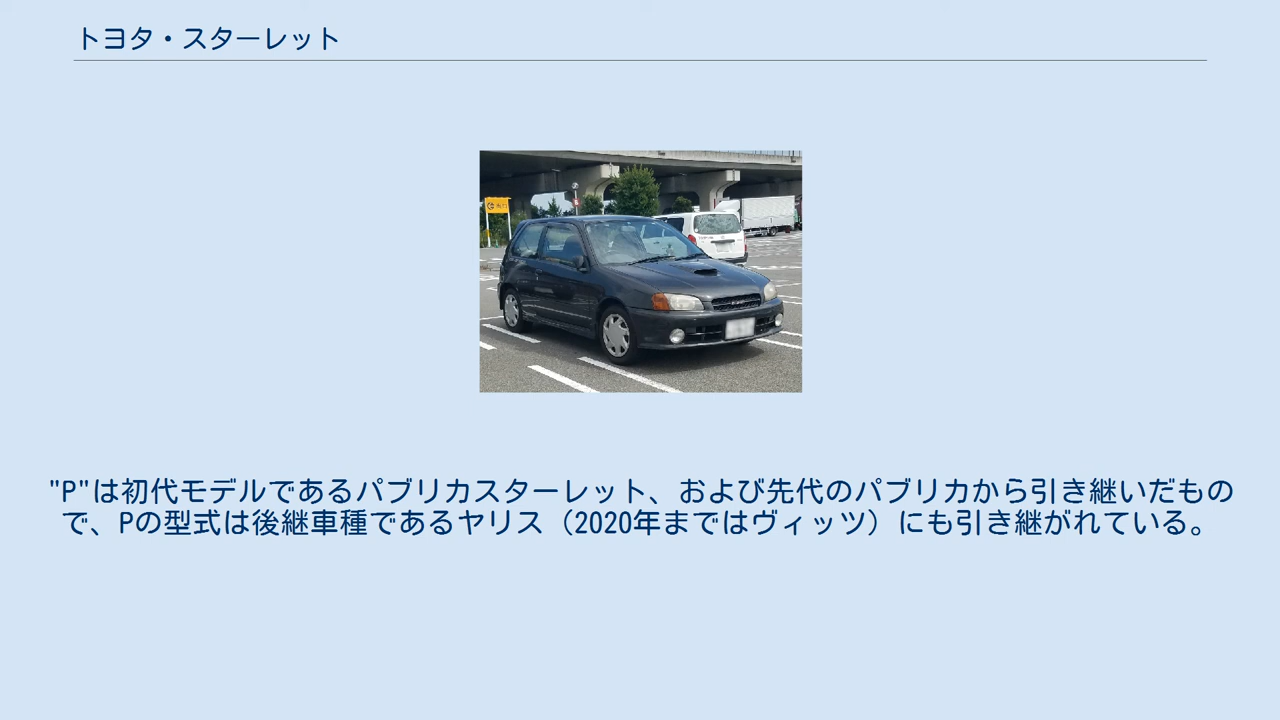 トヨタ・スターレット
"P"は初代モデルであるパブリカスターレット、および先代のパブリカから引き継いだもの
で、Pの型式は後継車種であるヤリス（2020年まではヴィッツ）にも引き継がれている。